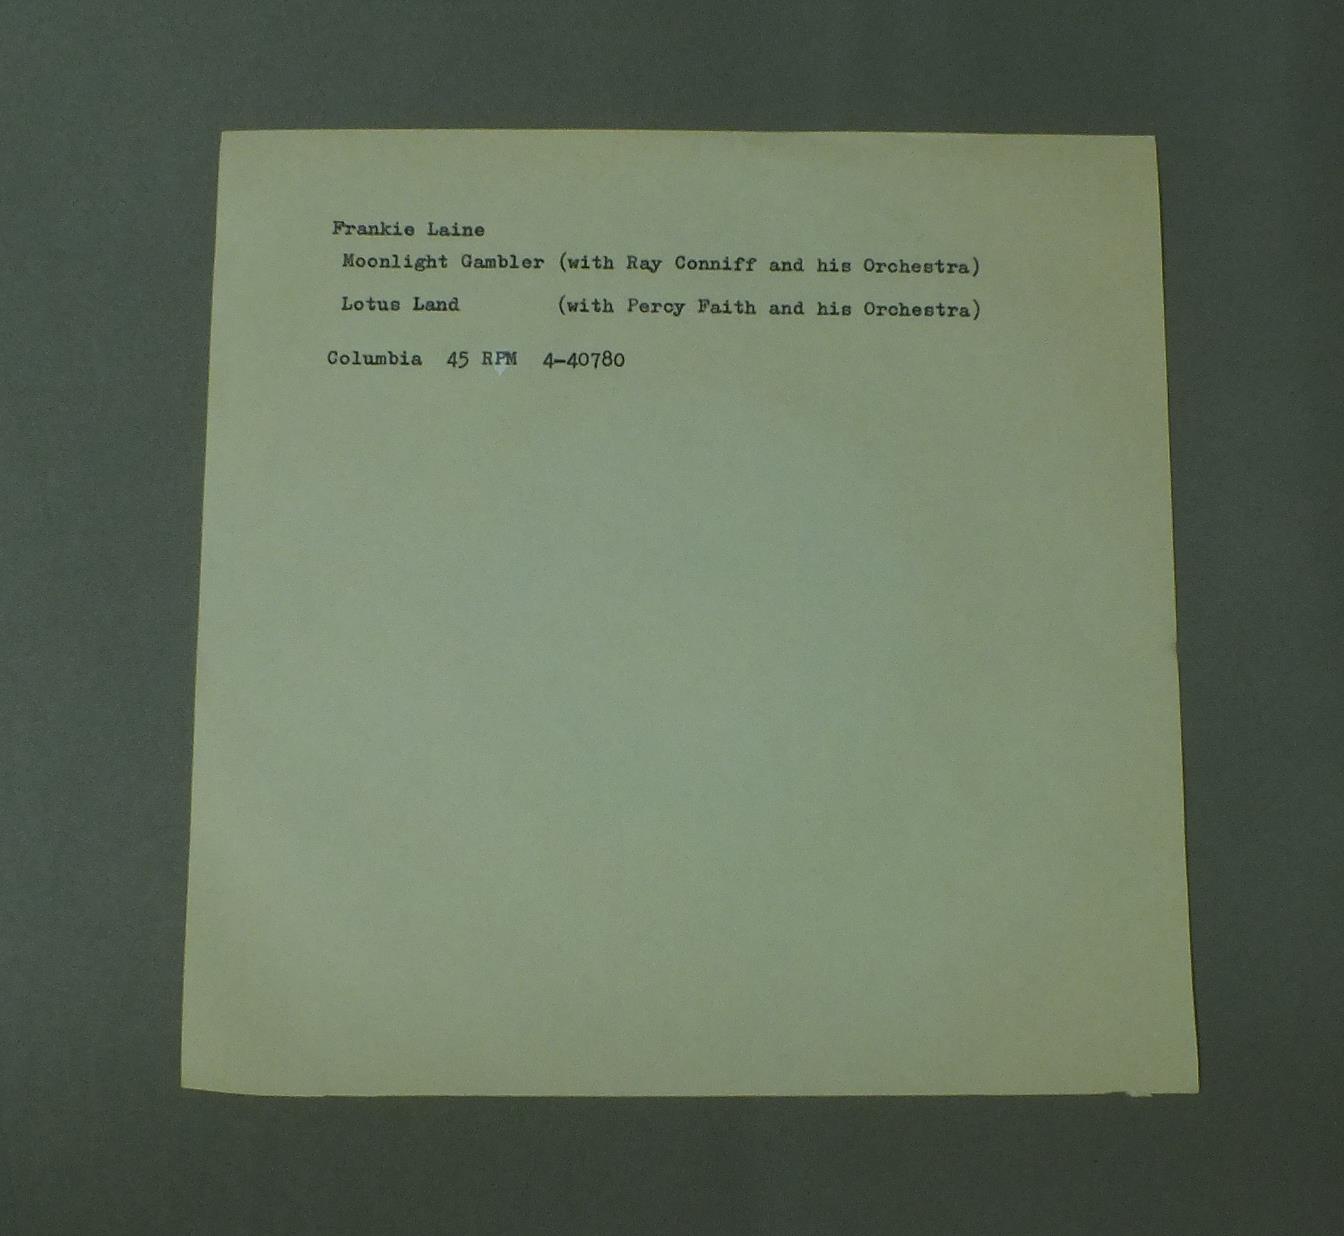 Frankie Laine
Moonlight Gambler (with Ray Conniff and his Orchestra)
Lotus Land (with Percy Faith and his Orchestra)
Columbia 45 RPM 4-40780